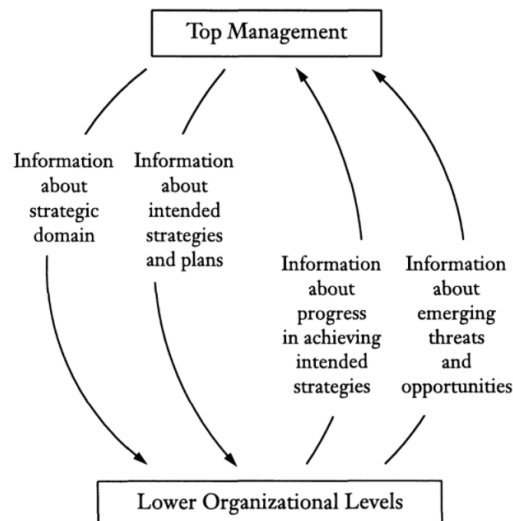 Top Management
Information
about
strategic
domain
Information
about
intended
strategies
and plans
Information
about
progress
in achieving
intended
strategies
Information
about
emerging
threats
and
opportunities
Lower Organizational Levels